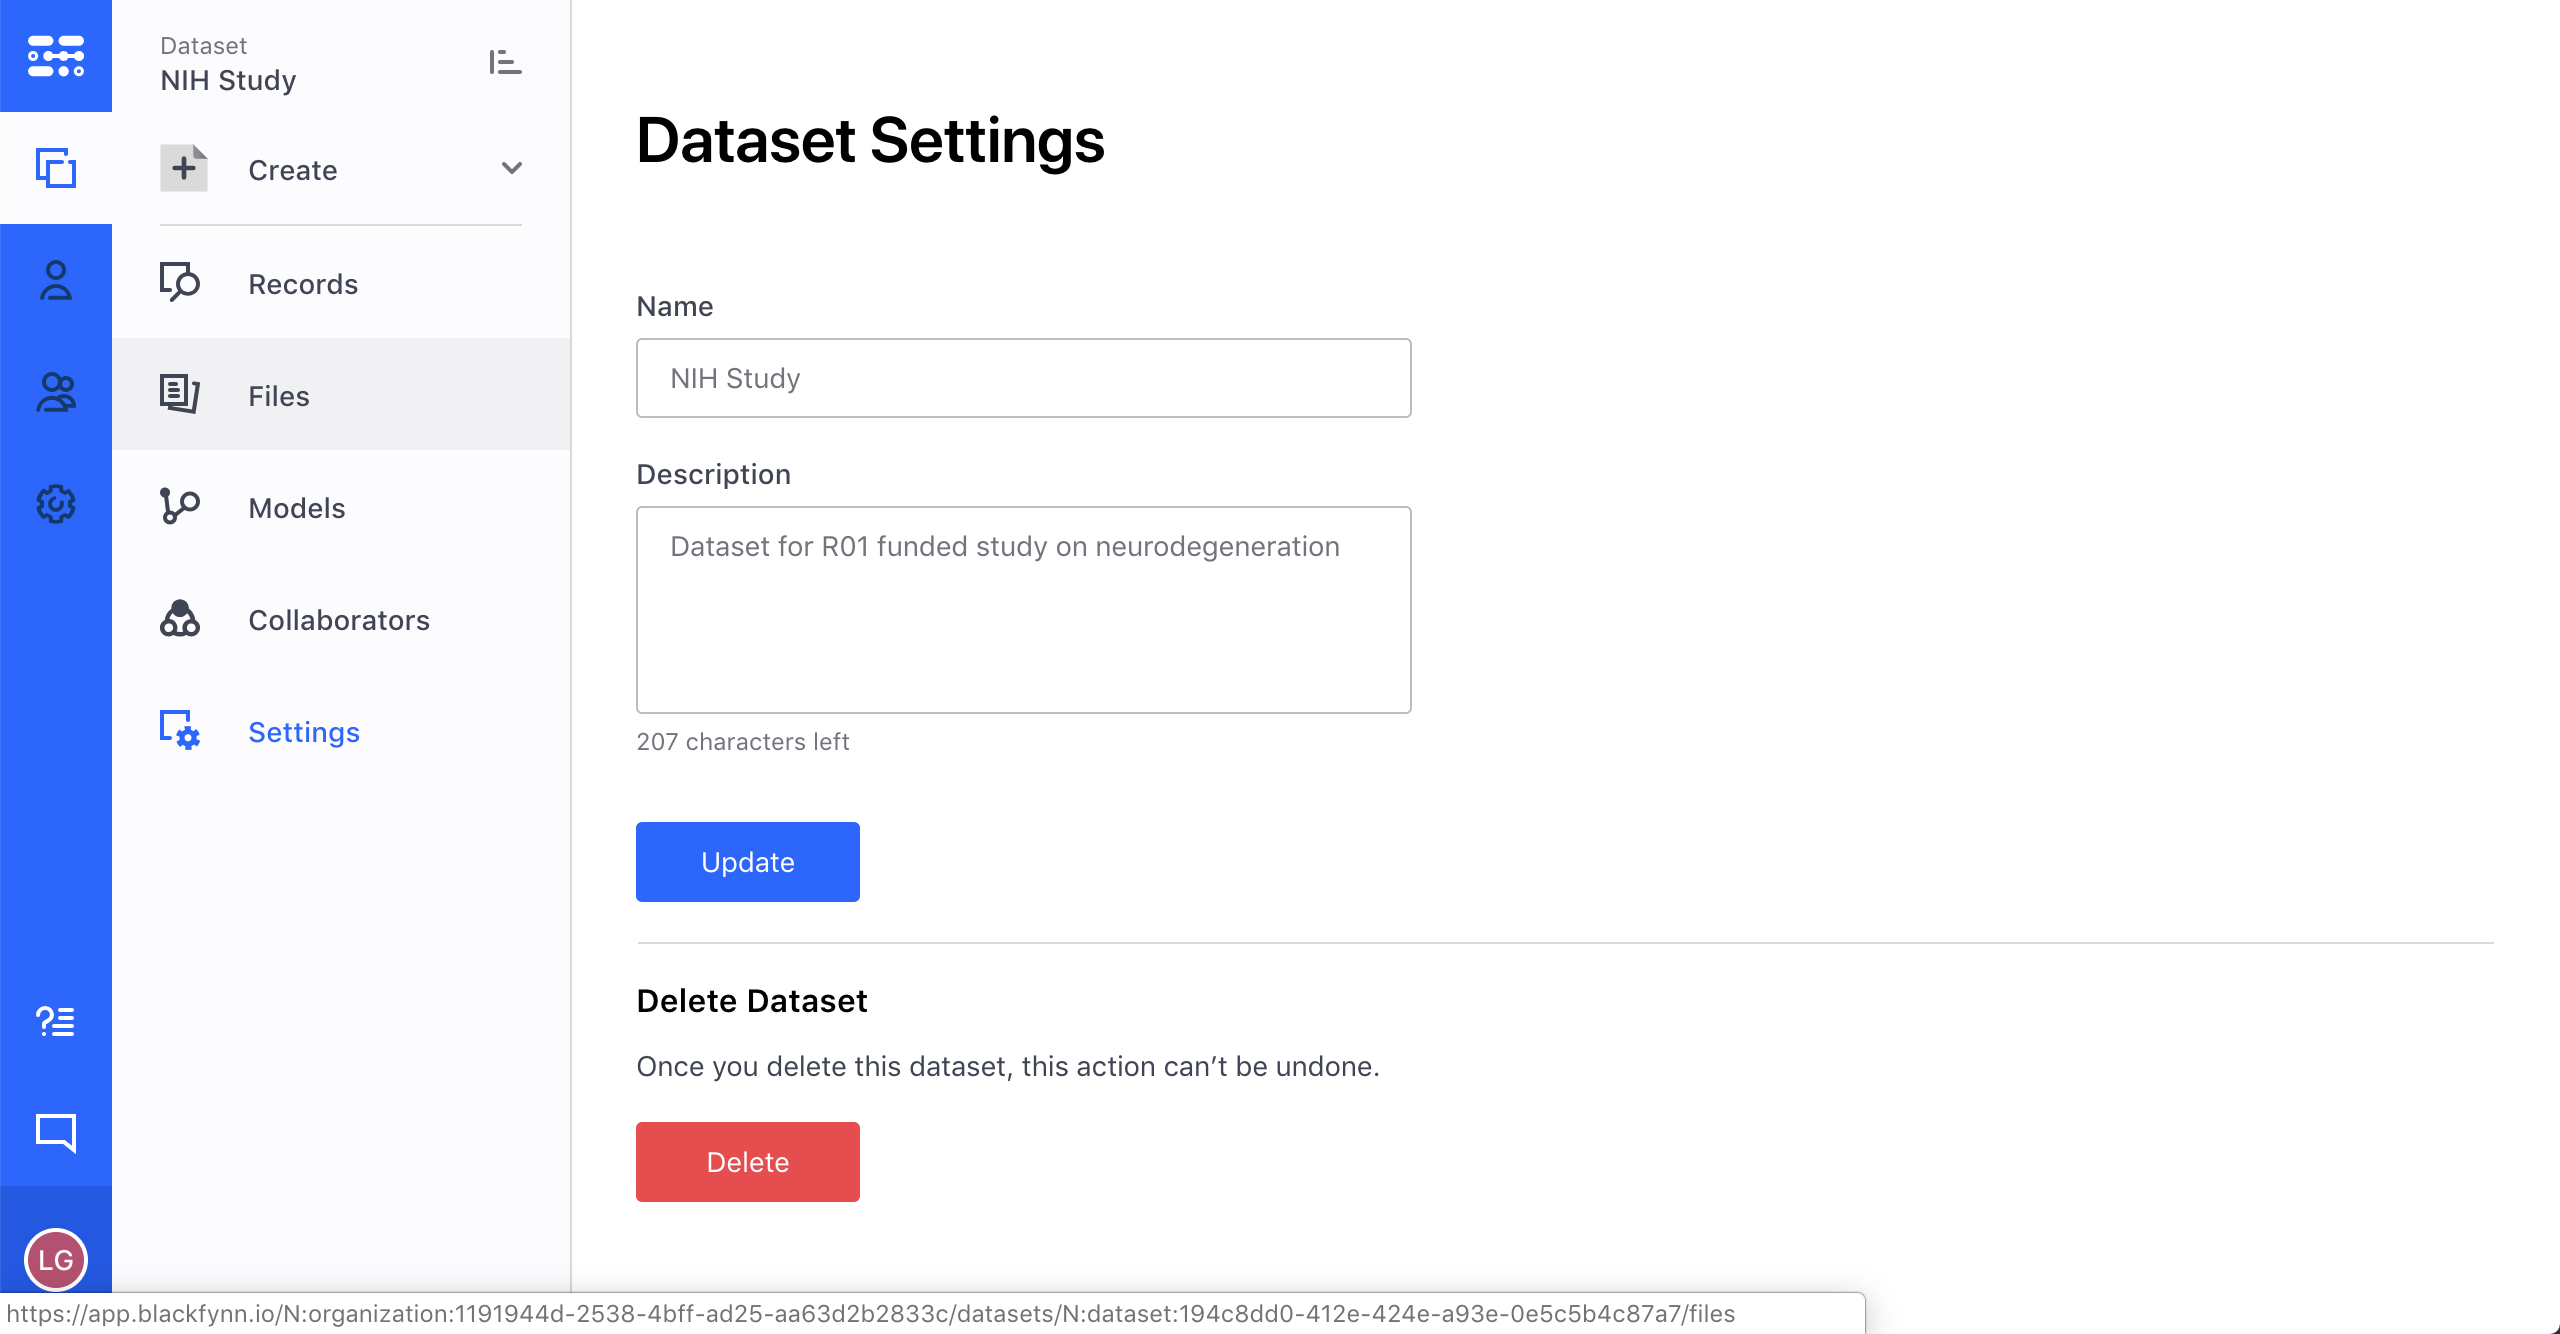 Dataset
NIH Study
Create
Records
Files
Models
Collaborators
Settings
LG
Dataset Settings
Name
NIH Study
Description
Dataset for R01 funded study on neurodegeneration
207 characters left
Update
Delete Dataset
Once you delete this dataset, this action can’t be undone.
Delete
https://app.blackfynn.io/N:organization:1191944d-2538-4bff-ad25-aa63d2b2833c/datasets/N:dataset:194c8dd0-412e-424e-a93e-0e5c5b4c87a7/files